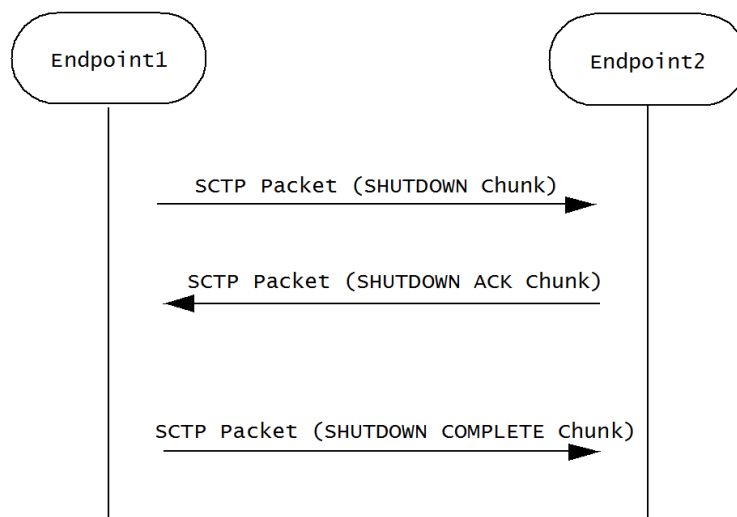 Endpoint1
Endpoint2
SCTP Packet (SHUTDOWN Chunk)
SCTP Packet (SHUTDOWN ACK Chunk)
SCTP Packet (SHUTDOWN COMPLETE Chunk)